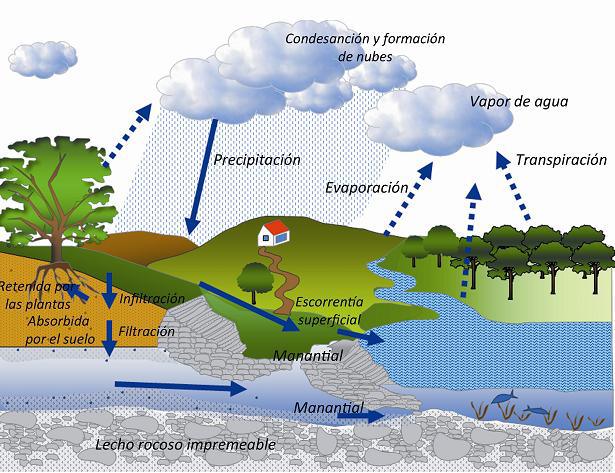 Condesanción y formación
de nubes
Vapor de agua
Precipitación
Transpiración
Evaporación
Retenida por
las plantas
Infiltración
Absorbida
por el suelo
Filtración
Escorrentía
superficial
Manantial
Manantial
Lecho rocoso impremeable